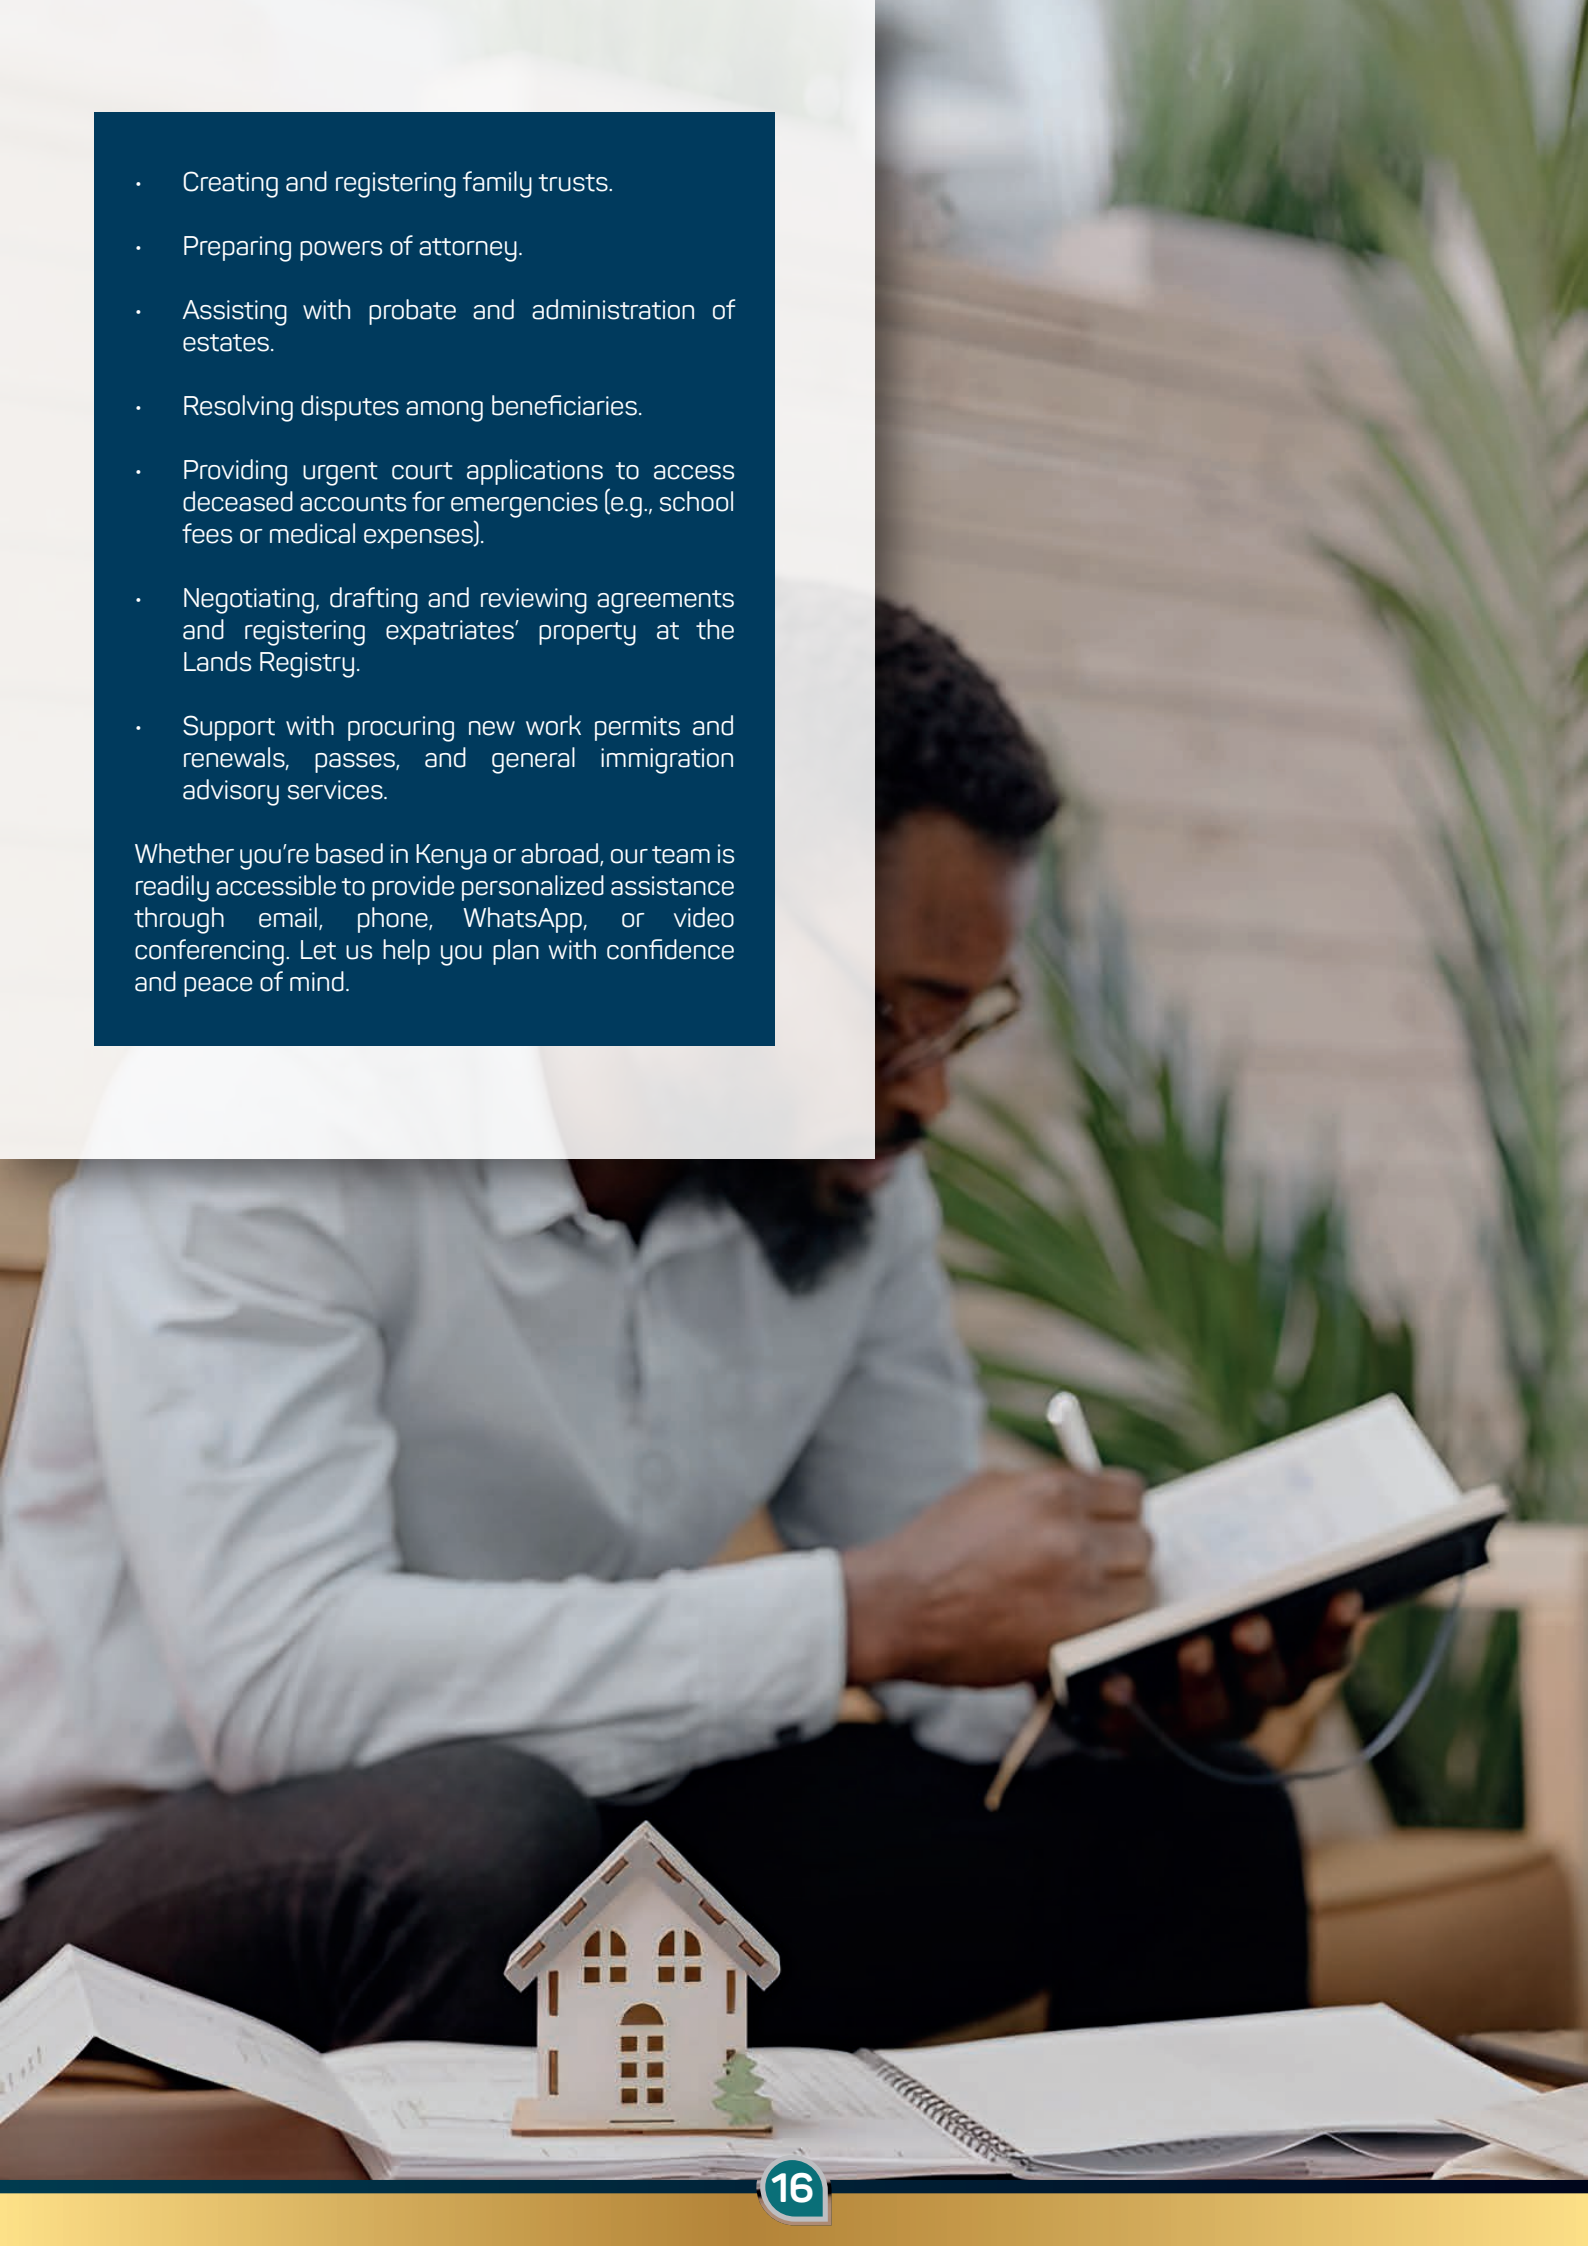 • Creating and registering family trusts.
• Preparing powers of attorney.
• Assisting with probate and administration of
estates.
• Resolving disputes among beneficiaries.
• Providing urgent court applications to access
deceased accounts for emergencies (e.g., school
fees or medical expenses).
• Negotiating, drafting and reviewing agreements
and registering expatriates’ property at the
Lands Registry.
• Support with procuring new work permits and
renewals, passes, and general immigration
advisory services.
Whether you’re based in Kenya or abroad, our team is
readily accessible to provide personalized assistance
through email, phone, WhatsApp, or video
conferencing. Let us help you plan with confidence
and peace of mind.
16